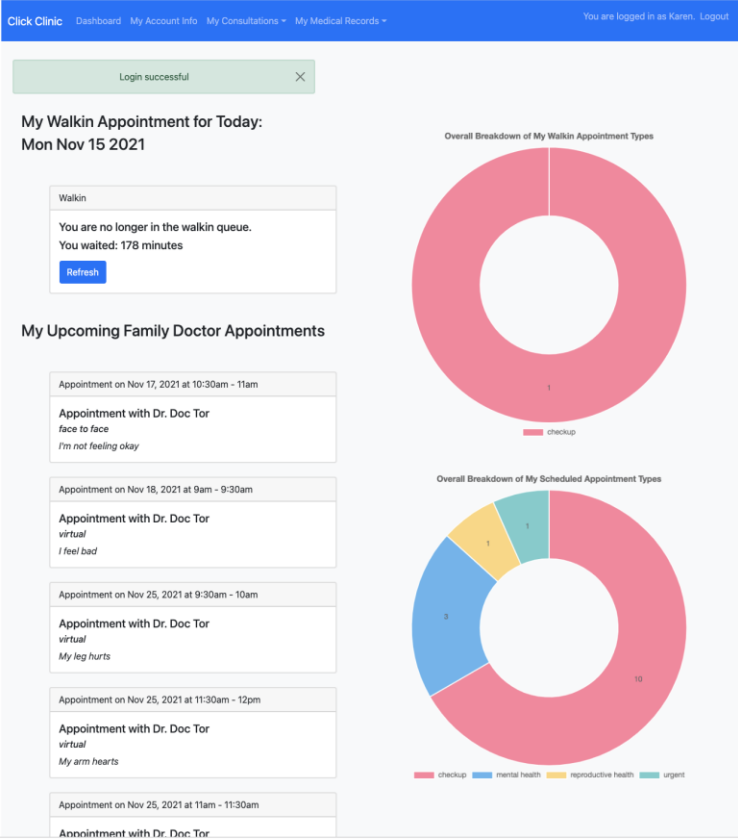 Click Clinic Dashboard My Account Info My Consultations My Medical Records You are logged in as Karen. Logout
Login successful
My Walkin Appointment for Today:
Mon Nov 15 2021
Walkin
You are no longer in the walkin queue.
You waited: 178 minutes
Refresh
My Upcoming Family Doctor Appointments
Appointment on Nov 17, 2021 at 10:30am - 11am
Appointment with Dr. Doc Tor
face to face
I'm not feeling okay
Appointment on Nov 18, 2021 at 9am - 9:30am
Appointment with Dr. Doc Tor
virtual
I feel bad
Appointment on Nov 25, 2021 at 9:30am - 10am
Appointment with Dr. Doc Tor
virtual
My leg hurts
Appointment on Nov 25, 2021 at 11:30am - 12pm
Appointment with Dr. Doc Tor
virtual
My arm hearts
Appointment on Nov 25, 2021 at 11am - 11:30am
Appointment with Dr. Doc Tor
Overall Breakdown of My Walkin Appointment Types
1
checkup
Overall Breakdown of My Scheduled Appointment Types
1
1
3
10
checkup mental health reproductive health urgent